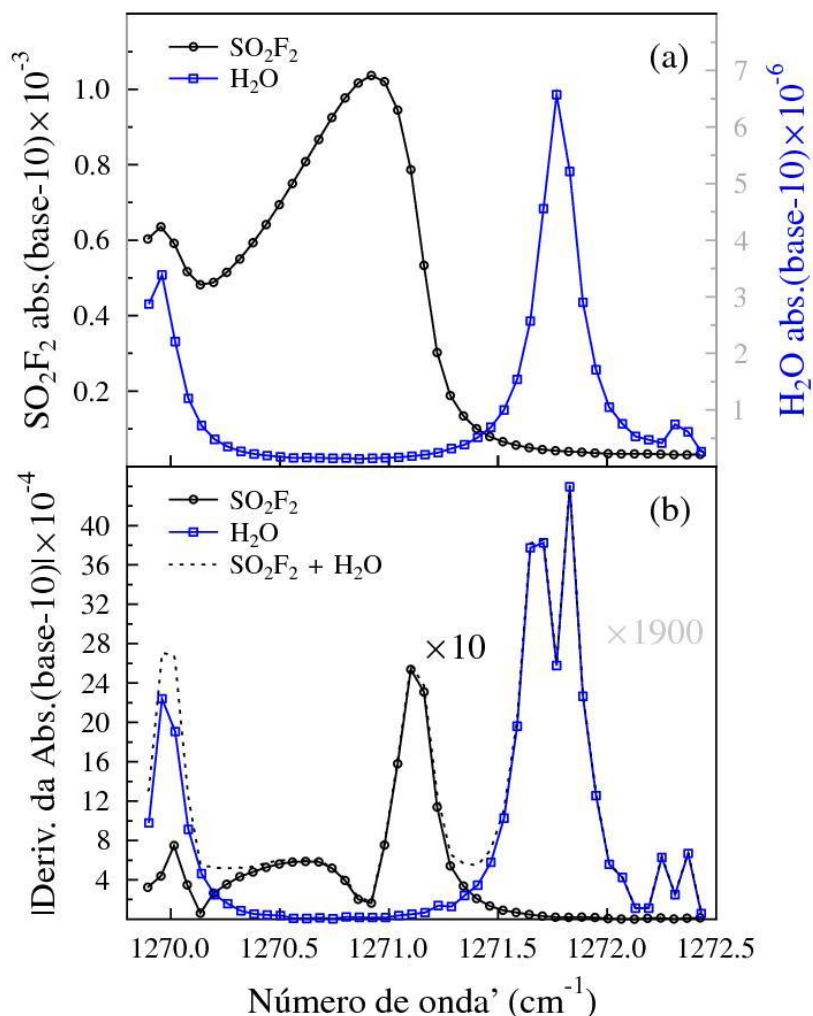 SO₂F₂
H₂O
(a)
SO₂F₂ abs.(base-10)×10⁻³
1.0
0.8
0.6
0.4
0.2
7
6
5
4
3
2
1
H₂O abs.(base-10)×10⁻⁶
SO₂F₂
H₂O
SO₂F₂ + H₂O
(b)
×10
×1900
|Deriv. da Abs.(base-10)|×10⁻⁴
40
36
32
28
24
20
16
12
8
4
1270.0 1270.5 1271.0 1271.5 1272.0 1272.5
Número de onda' (cm⁻¹)